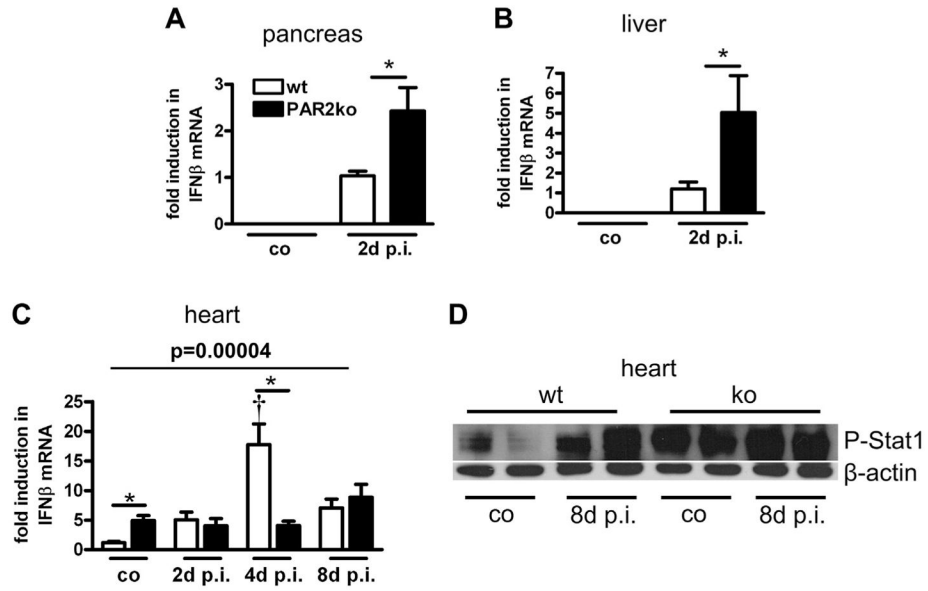 A
pancreas
fold induction in
IFNβ mRNA
3
2
1
0
wt
PAR2ko
*
co
2d p.i.
B
liver
fold induction in
IFNβ mRNA
7
6
5
4
3
2
1
0
*
co
2d p.i.
C
heart
p=0.00004
fold induction in
IFNβ mRNA
25
20
15
10
5
0
*
†
*
co
2d p.i.
4d p.i.
8d p.i.
D
heart
wt
ko
P-Stat1
β-actin
co
8d p.i.
co
8d p.i.